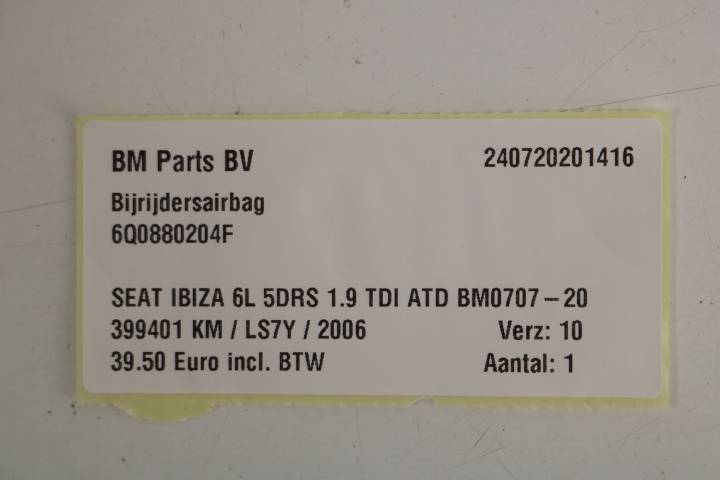 BM Parts BV 240720201416
Bijrijdersairbag
6Q0880204F
SEAT IBIZA 6L 5DRS 1.9 TDI ATD BM0707-20
399401 KM / LS7Y / 2006 Verz: 10
39.50 Euro incl. BTW Aantal: 1